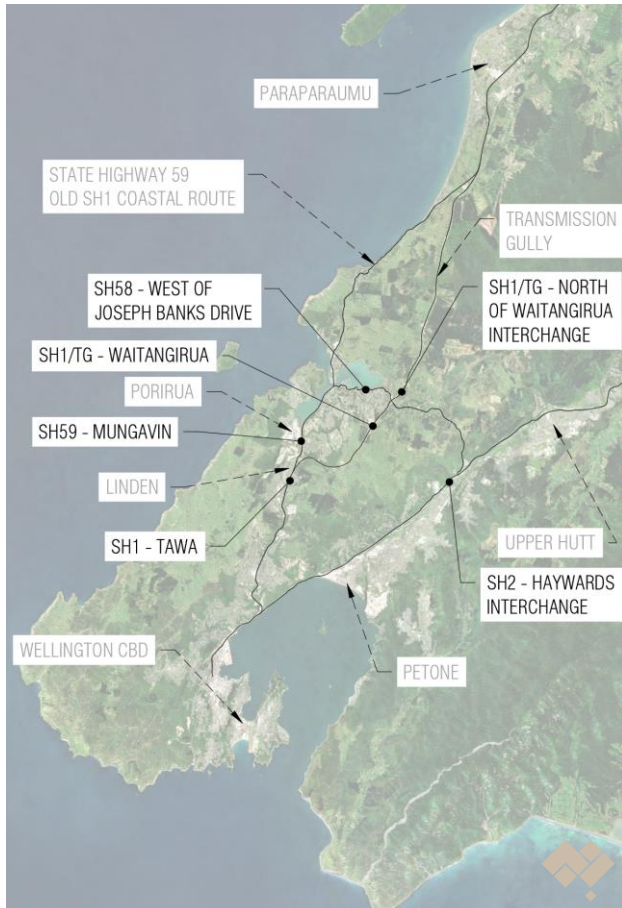 PARAPARAUMU
STATE HIGHWAY 59
OLD SH1 COASTAL ROUTE
TRANSMISSION
GULLY
SH58 - WEST OF
JOSEPH BANKS DRIVE
SH1/TG - NORTH
OF WAITANGIRUA
INTERCHANGE
SH1/TG - WAITANGIRUA
PORIRUA
SH59 - MUNGAVIN
LINDEN
SH1 - TAWA
UPPER HUTT
SH2 - HAYWARDS
INTERCHANGE
WELLINGTON CBD
PETONE